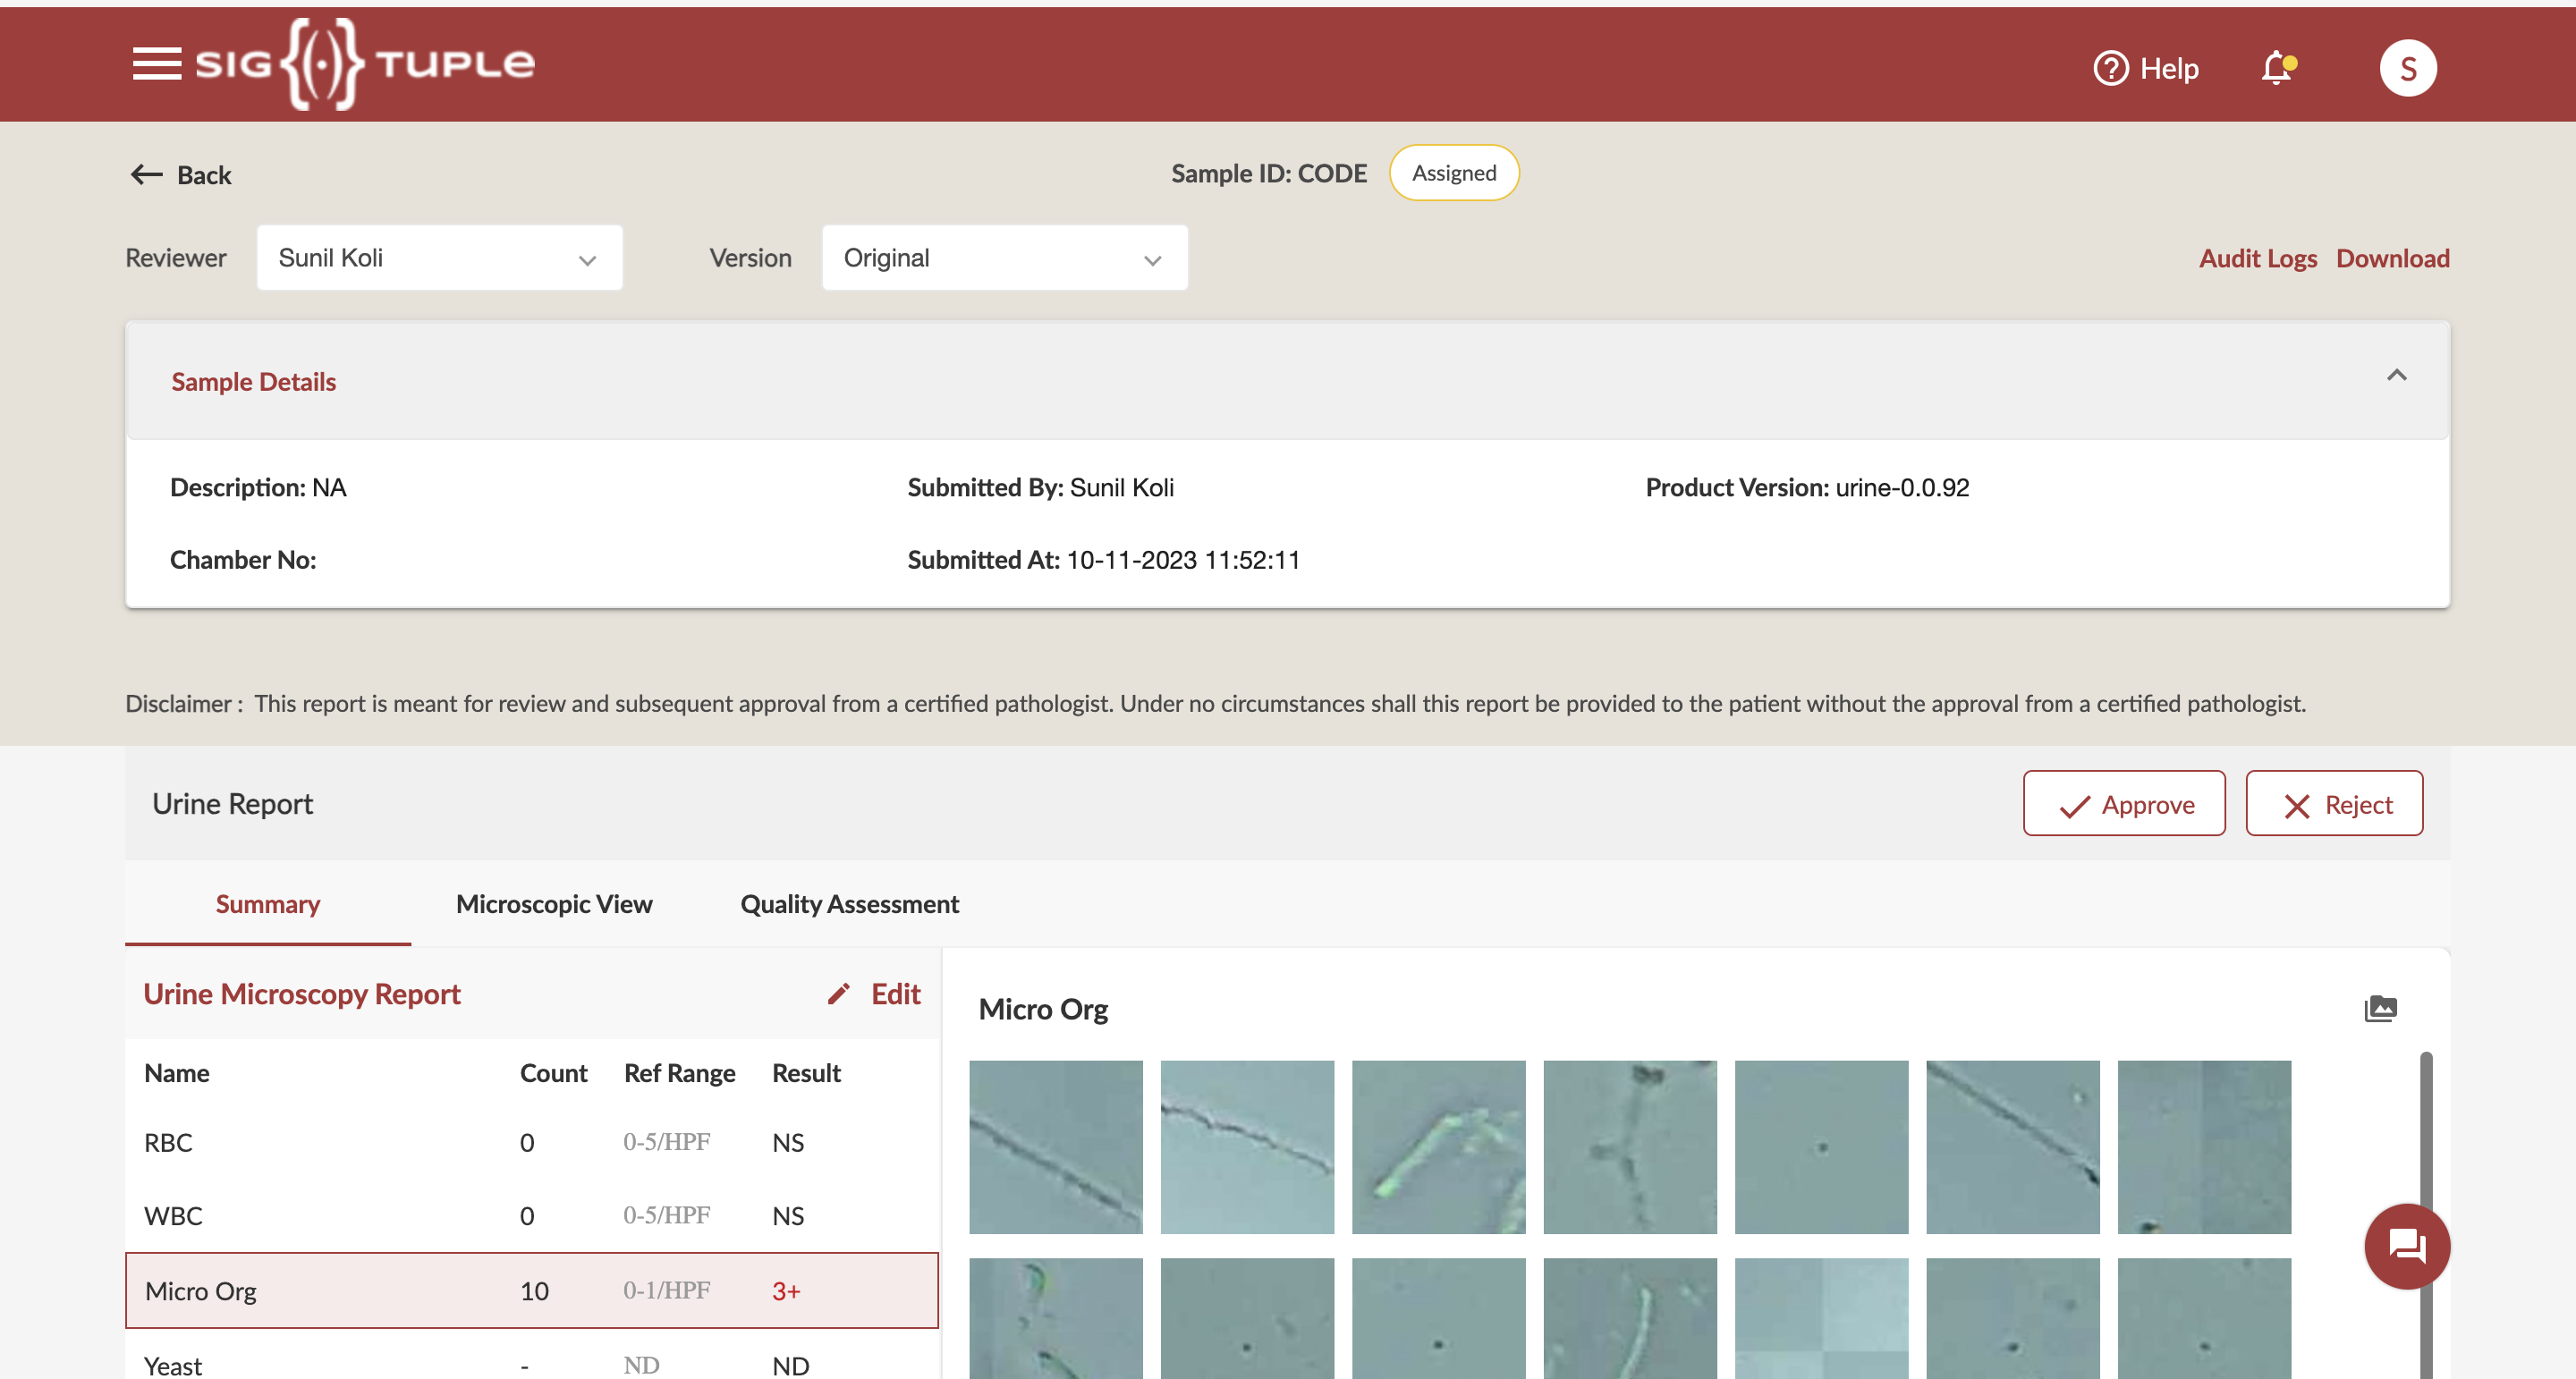 SIG{(·)}TUPLE
Help
S
Back
Sample ID: CODE
Assigned
Reviewer
Sunil Koli
Version
Original
Audit Logs
Download
Sample Details
Description: NA
Submitted By: Sunil Koli
Product Version: urine-0.0.92
Chamber No:
Submitted At: 10-11-2023 11:52:11
Disclaimer : This report is meant for review and subsequent approval from a certified pathologist. Under no circumstances shall this report be provided to the patient without the approval from a certified pathologist.
Urine Report
Approve
Reject
Summary
Microscopic View
Quality Assessment
Urine Microscopy Report
Edit
Name Count Ref Range Result
RBC 0 0-5/HPF NS
WBC 0 0-5/HPF NS
Micro Org 10 0-1/HPF 3+
Yeast - ND ND
Micro Org